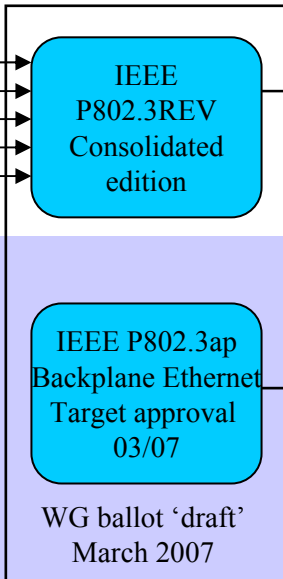 IEEE
P802.3REV
Consolidated
edition
IEEE P802.3ap
Backplane Ethernet
Target approval
03/07
WG ballot ‘draft’
March 2007